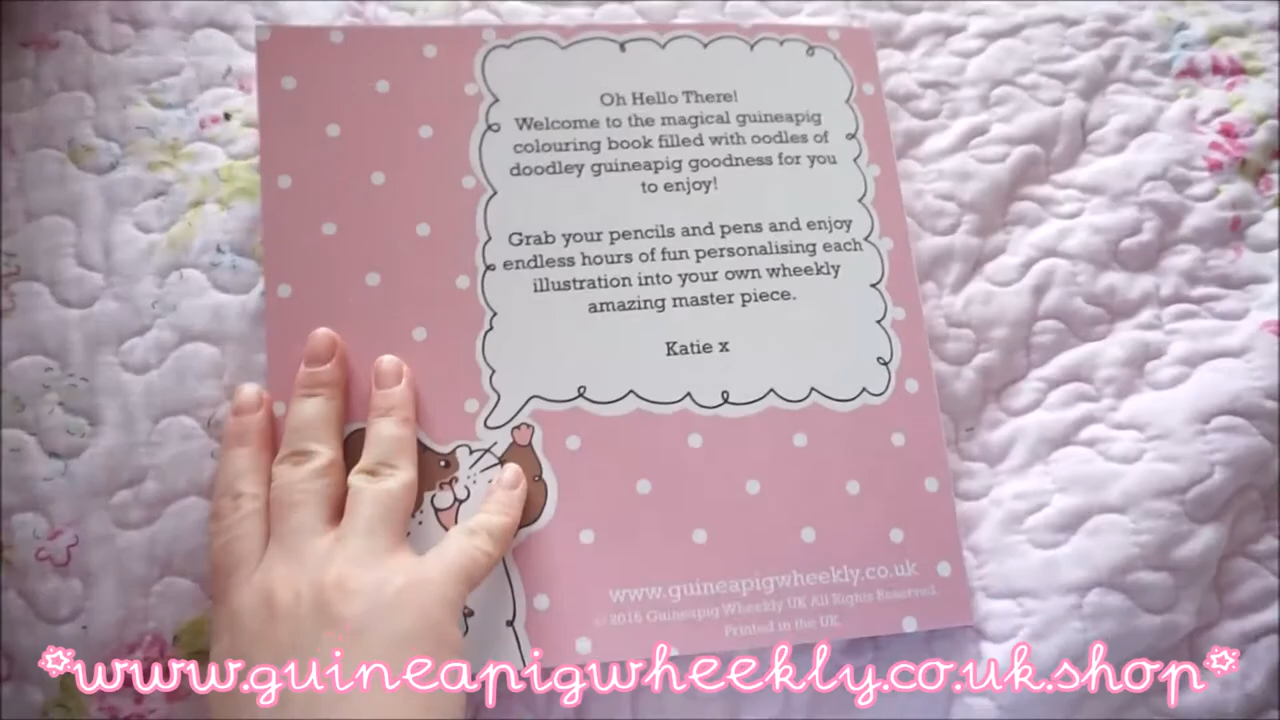 Oh Hello There!
Welcome to the magical guineapig
colouring book filled with oodles of
doodley guineapig goodness for you
to enjoy!
Grab your pencils and pens and enjoy
endless hours of fun personalising each
illustration into your own wheekly
amazing master piece.
Katie x
www.guineapigwheekly.co.uk
© 2016 Guineapig Wheekly UK All Rights Reserved.
Printed in the UK.
*www.guineapigwheekly.co.uk.shop*